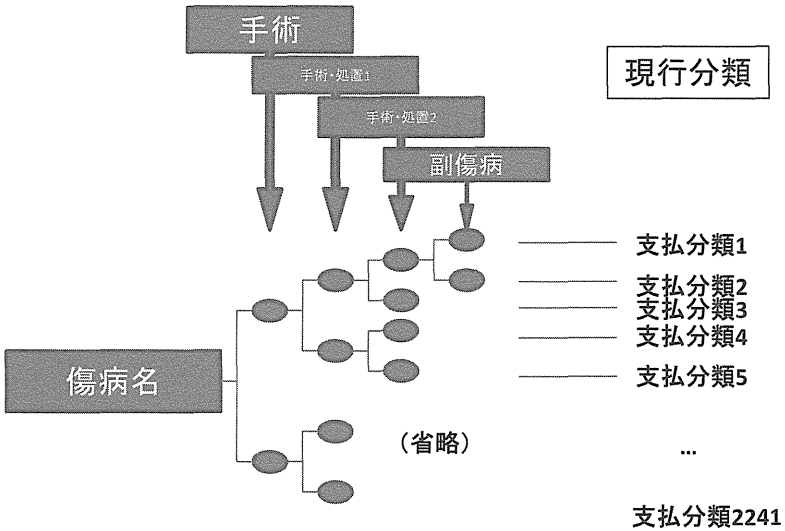 手術
手術・処置1
手術・処置2
副傷病
現行分類
支払分類1
支払分類2
支払分類3
支払分類4
支払分類5
傷病名
(省略)
…
支払分類2241